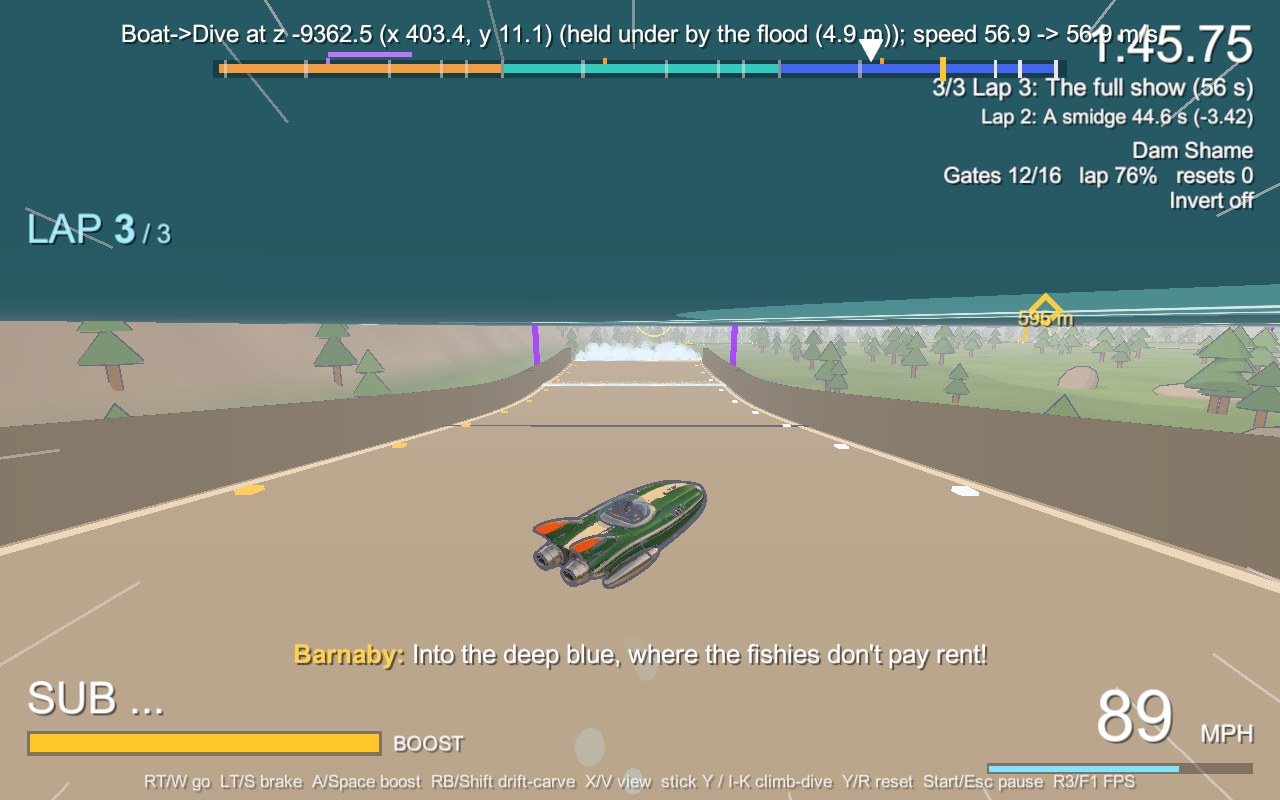 Boat->Dive at z -9362.5 (x 403.4, y 11.1) (held under by the flood (4.9 m)); speed 56.9 -> 56.9 m/s
1:45.75
3/3 Lap 3: The full show (56 s)
Lap 2: A smidge 44.6 s (-3.42)
Dam Shame
Gates 12/16 lap 76% resets 0
Invert off
LAP 3 / 3
595 m
Barnaby: Into the deep blue, where the fishies don't pay rent!
SUB ...
BOOST
89 MPH
RT/W go LT/S brake A/Space boost RB/Shift drift-carve X/V view stick Y / I-K climb-dive Y/R reset Start/Esc pause R3/F1 FPS